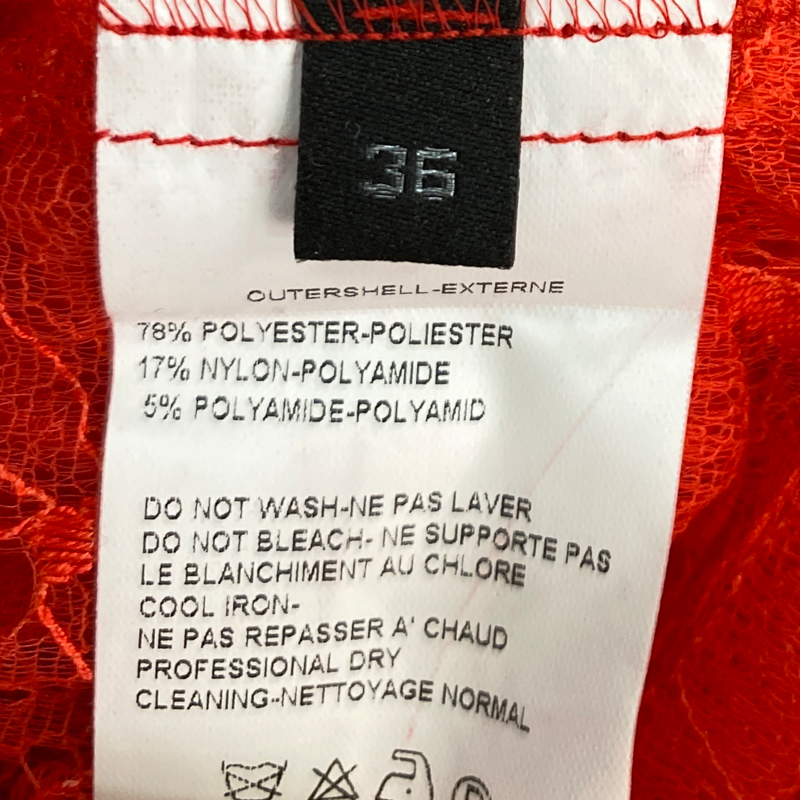 36
OUTERSHELL-EXTERNE
78% POLYESTER-POLIESTER
17% NYLON-POLYAMIDE
5% POLYAMIDE-POLYAMID
DO NOT WASH-NE PAS LAVER
DO NOT BLEACH- NE SUPPORTE PAS
LE BLANCHIMENT AU CHLORE
COOL IRON-
NE PAS REPASSER A' CHAUD
PROFESSIONAL DRY
CLEANING-NETTOYAGE NORMAL